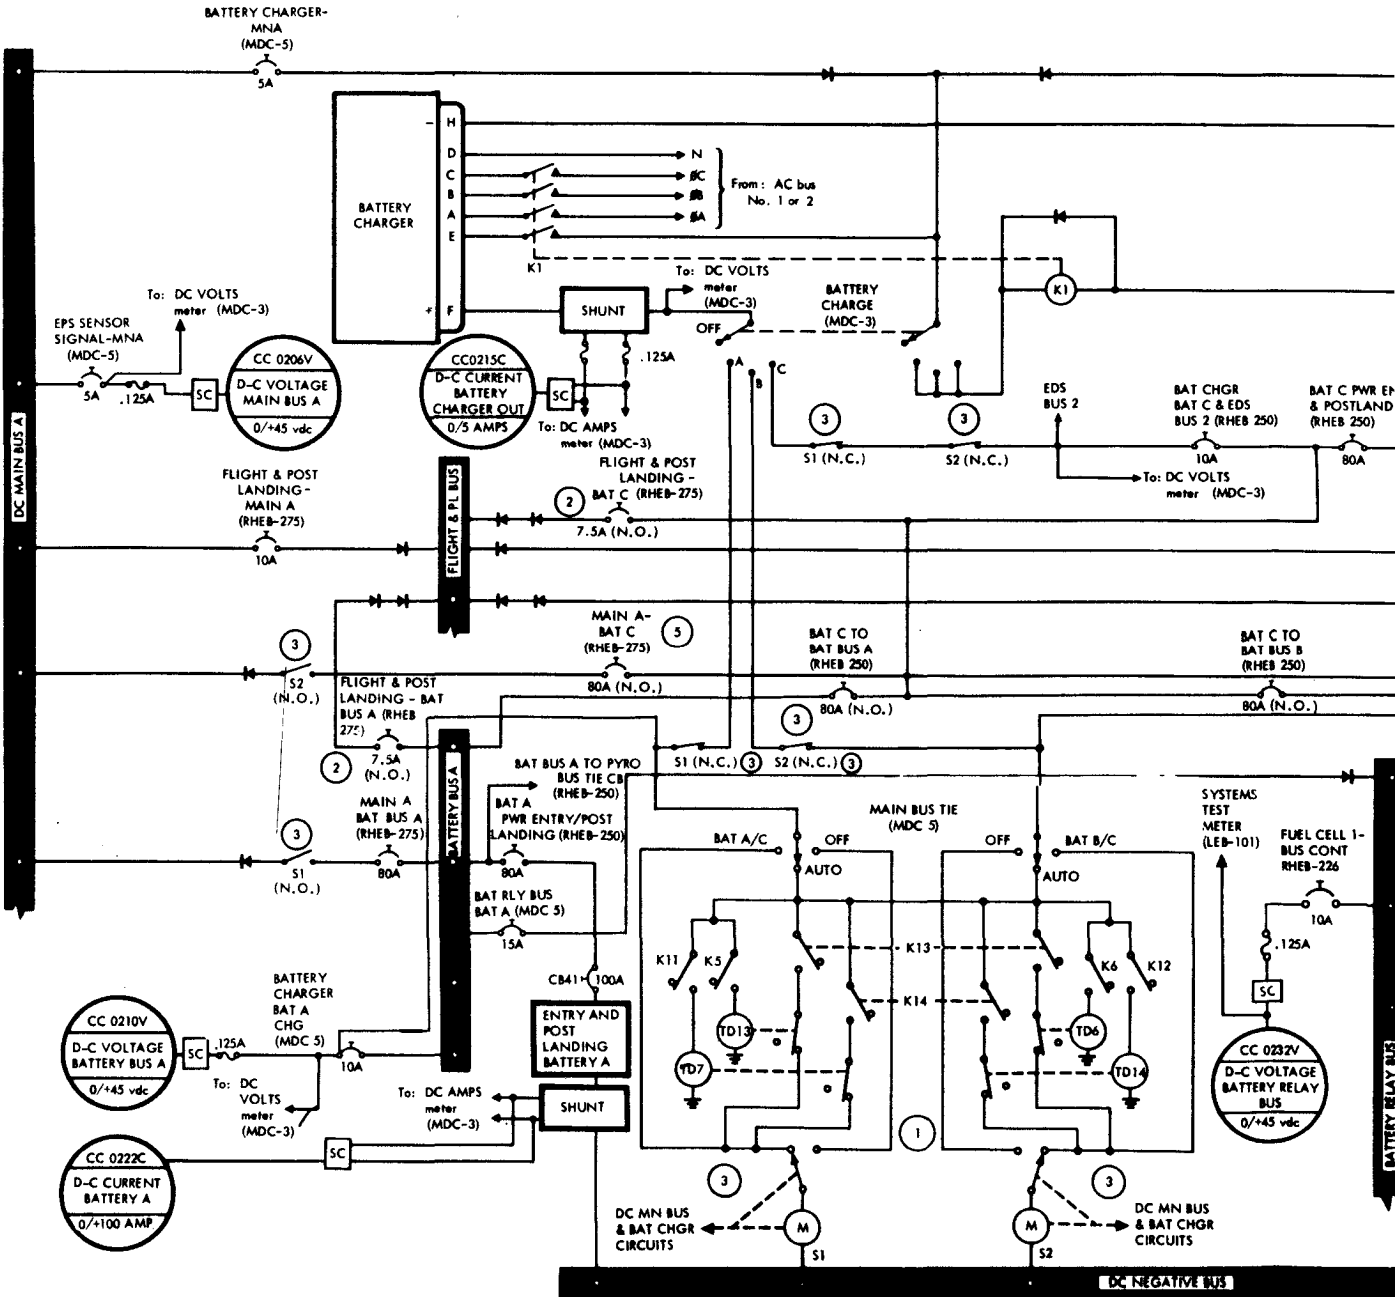 BATTERY CHARGER-
MNA
(MDC-5)
5A
BATTERY
CHARGER
-
H
D
C
B
A
E
+
F
N
ØC
ØB
ØA
From: AC bus
No. 1 or 2
K1
K1
To: DC VOLTS
meter
(MDC-3)
BATTERY
CHARGE
(MDC-3)
OFF
A
B
C
SHUNT
.125A
To: DC VOLTS
meter (MDC-3)
EPS SENSOR
SIGNAL-MNA
(MDC-5)
5A
.125A
SC
CC 0206V
D-C VOLTAGE
MAIN BUS A
0/+45 vdc
CC0215C
D-C CURRENT
BATTERY
CHARGER OUT
0/5 AMPS
SC
To: DC AMPS
meter (MDC-3)
3
S1 (N.C.)
3
S2 (N.C.)
EDS
BUS 2
BAT CHGR
BAT C & EDS
BUS 2 (RHEB 250)
10A
BAT C PWR EN
& POSTLAND
(RHEB 250)
80A
To: DC VOLTS
meter (MDC-3)
DC MAIN BUS A
FLIGHT & POST
LANDING -
MAIN A
(RHEB-275)
10A
FLIGHT & PL BUS
FLIGHT & POST
LANDING -
BAT C (RHEB-275)
2
7.5A (N.O.)
3
S2
(N.O.)
MAIN A-
BAT C
(RHEB-275)
5
80A (N.O.)
BAT C TO
BAT BUS A
(RHEB 250)
80A (N.O.)
BAT C TO
BAT BUS B
(RHEB 250)
80A (N.O.)
FLIGHT & POST
LANDING - BAT
BUS A (RHEB
275)
2
7.5A
(N.O.)
S1 (N.C.)
3
3
S2 (N.C.)
3
BATTERY BUS A
BAT BUS A TO PYRO
BUS TIE CB
(RHEB-250)
3
S1
(N.O.)
MAIN A
BAT BUS A
(RHEB-275)
80A
BAT A
PWR ENTRY/POST
LANDING (RHEB-250)
80A
BAT RLY BUS
BAT A (MDC 5)
15A
MAIN BUS TIE
(MDC 5)
BAT A/C
OFF
AUTO
OFF
BAT B/C
AUTO
SYSTEMS
TEST
METER
(LEB-101)
FUEL CELL 1-
BUS CONT
RHEB-226
10A
.125A
SC
K11
K5
K13
K14
K6
K12
TD13
TD7
TD6
TD14
CB41
100A
ENTRY AND
POST
LANDING
BATTERY A
SHUNT
BATTERY
CHARGER
BAT A
CHG
(MDC 5)
10A
CC 0210V
D-C VOLTAGE
BATTERY BUS A
0/+45 vdc
SC
.125A
To: DC
VOLTS
meter
(MDC-3)
To: DC AMPS
meter
(MDC-3)
CC 0222C
D-C CURRENT
BATTERY A
0/+100 AMP
SC
CC 0232V
D-C VOLTAGE
BATTERY RELAY
BUS
0/+45 vdc
BATTERY RELAY BUS
1
3
3
DC MN BUS
& BAT CHGR
CIRCUITS
M
S1
M
S2
DC MN BUS
& BAT CHGR
CIRCUITS
DC NEGATIVE BUS